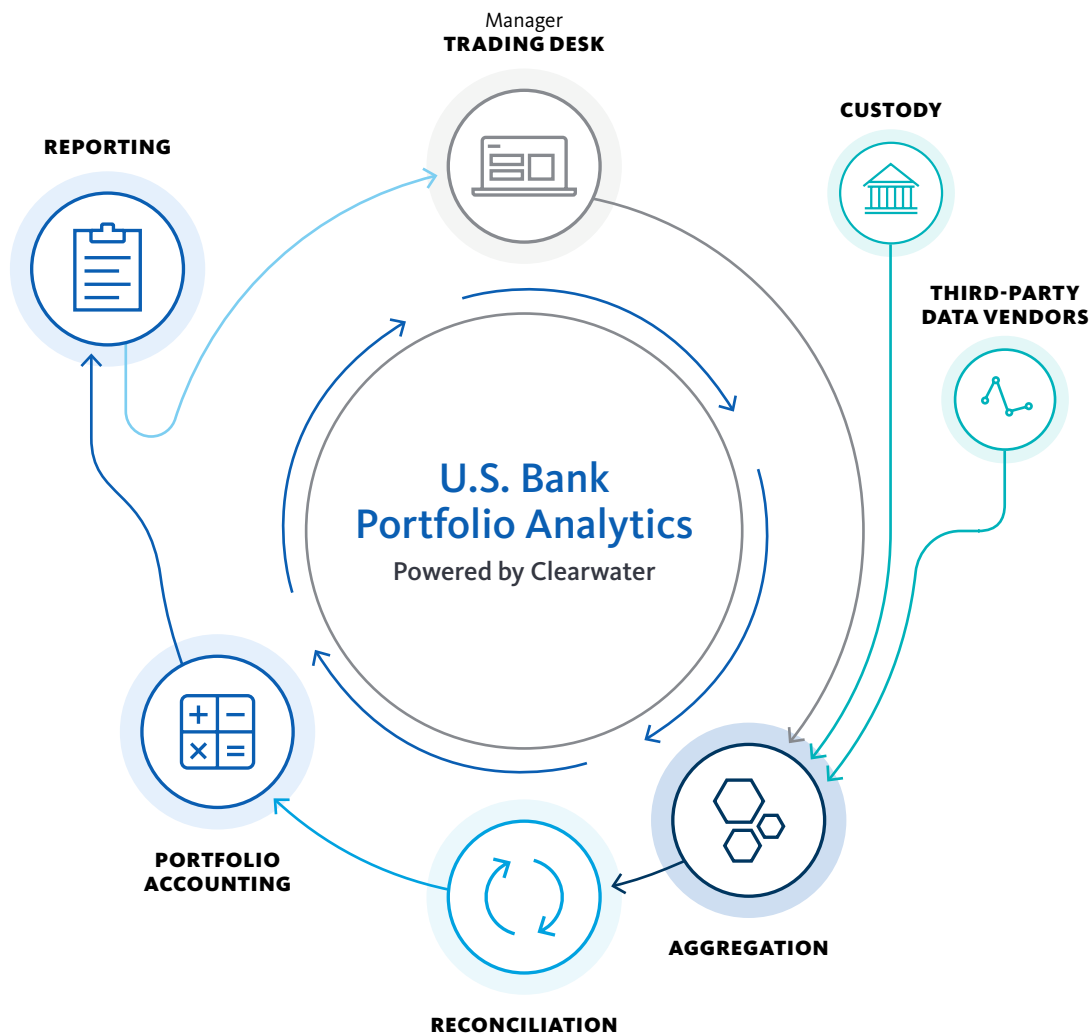 Manager
TRADING DESK
CUSTODY
REPORTING
THIRD-PARTY
DATA VENDORS
U.S. Bank
Portfolio Analytics
Powered by Clearwater
PORTFOLIO
ACCOUNTING
AGGREGATION
RECONCILIATION